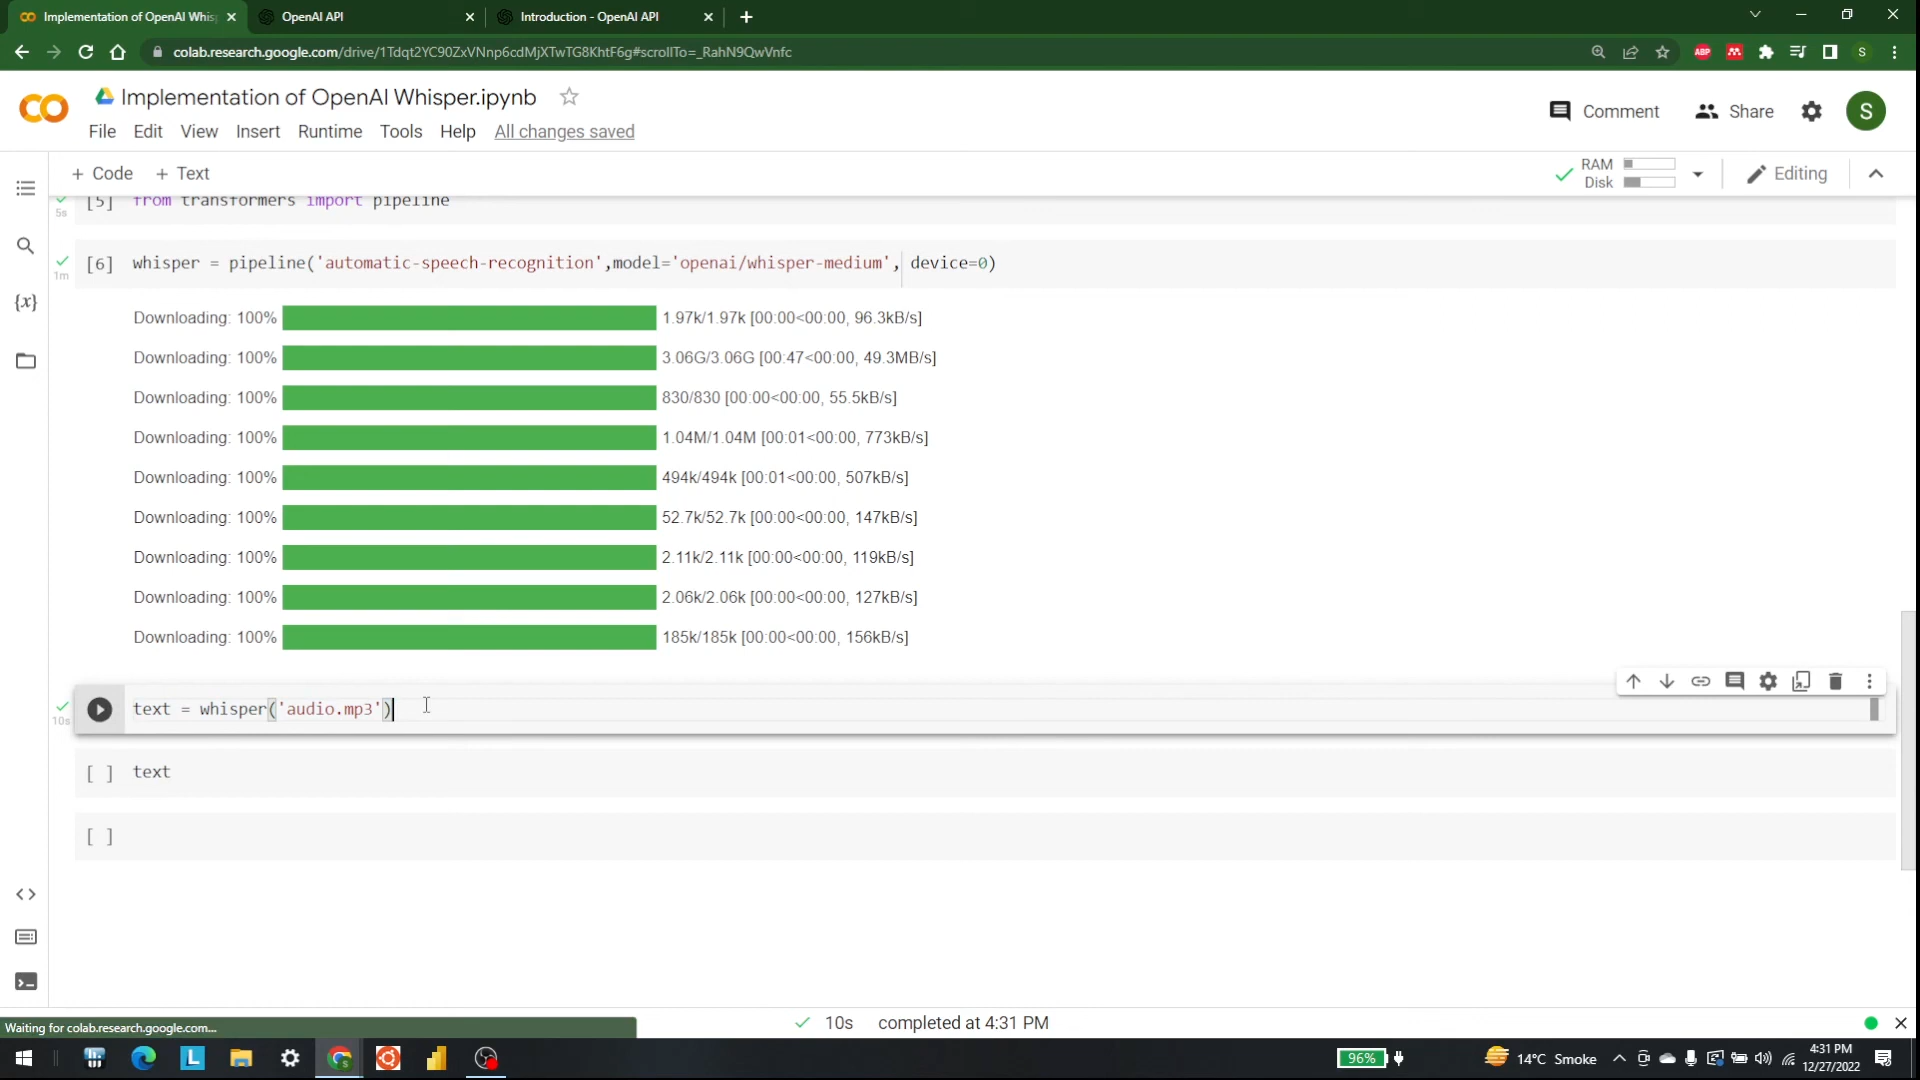 Implementation of OpenAI Whis
OpenAI API
Introduction - OpenAI API
colab.research.google.com/drive/1Tdqt2YC90ZxVNnp6cdMjXTwTG8KhtF6g#scrollTo=_RahN9QwVnfc
ABP
S
Implementation of OpenAI Whisper.ipynb
Comment
Share
S
File Edit View Insert Runtime Tools Help All changes saved
+ Code + Text
RAM
Disk
Editing
[5] from transformers import pipeline
5s
[6] whisper = pipeline('automatic-speech-recognition',model='openai/whisper-medium', device=0)
1m
{x}
Downloading: 100% 1.97k/1.97k [00:00<00:00, 96.3kB/s]
Downloading: 100% 3.06G/3.06G [00:47<00:00, 49.3MB/s]
Downloading: 100% 830/830 [00:00<00:00, 55.5kB/s]
Downloading: 100% 1.04M/1.04M [00:01<00:00, 773kB/s]
Downloading: 100% 494k/494k [00:01<00:00, 507kB/s]
Downloading: 100% 52.7k/52.7k [00:00<00:00, 147kB/s]
Downloading: 100% 2.11k/2.11k [00:00<00:00, 119kB/s]
Downloading: 100% 2.06k/2.06k [00:00<00:00, 127kB/s]
Downloading: 100% 185k/185k [00:00<00:00, 156kB/s]
text = whisper('audio.mp3')
10s
[ ] text
[ ]
Waiting for colab.research.google.com...
10s completed at 4:31 PM
L
96%
14°C Smoke
4:31 PM
12/27/2022